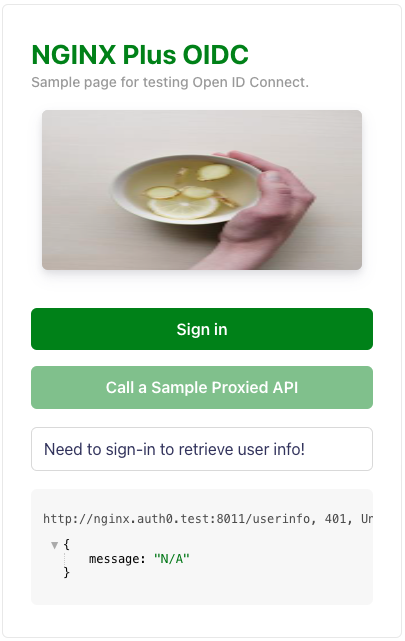 NGINX Plus OIDC
Sample page for testing Open ID Connect.
Sign in
Call a Sample Proxied API
Need to sign-in to retrieve user info!
http://nginx.auth0.test:8011/userinfo, 401,
{
message: "N/A"
}